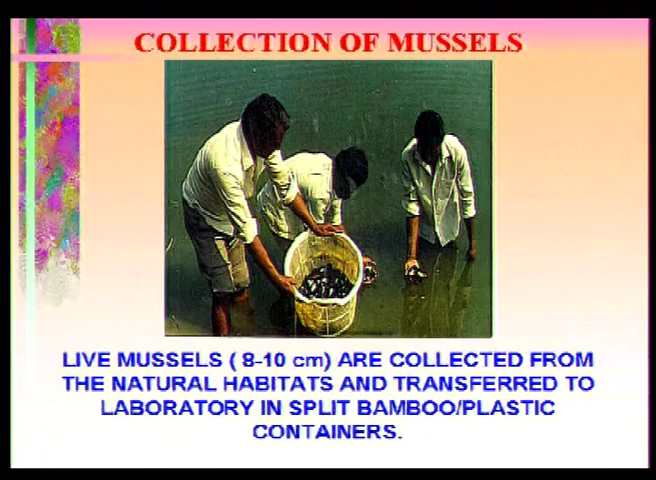 COLLECTION OF MUSSELS
LIVE MUSSELS ( 8-10 cm) ARE COLLECTED FROM
THE NATURAL HABITATS AND TRANSFERRED TO
LABORATORY IN SPLIT BAMBOO/PLASTIC
CONTAINERS.